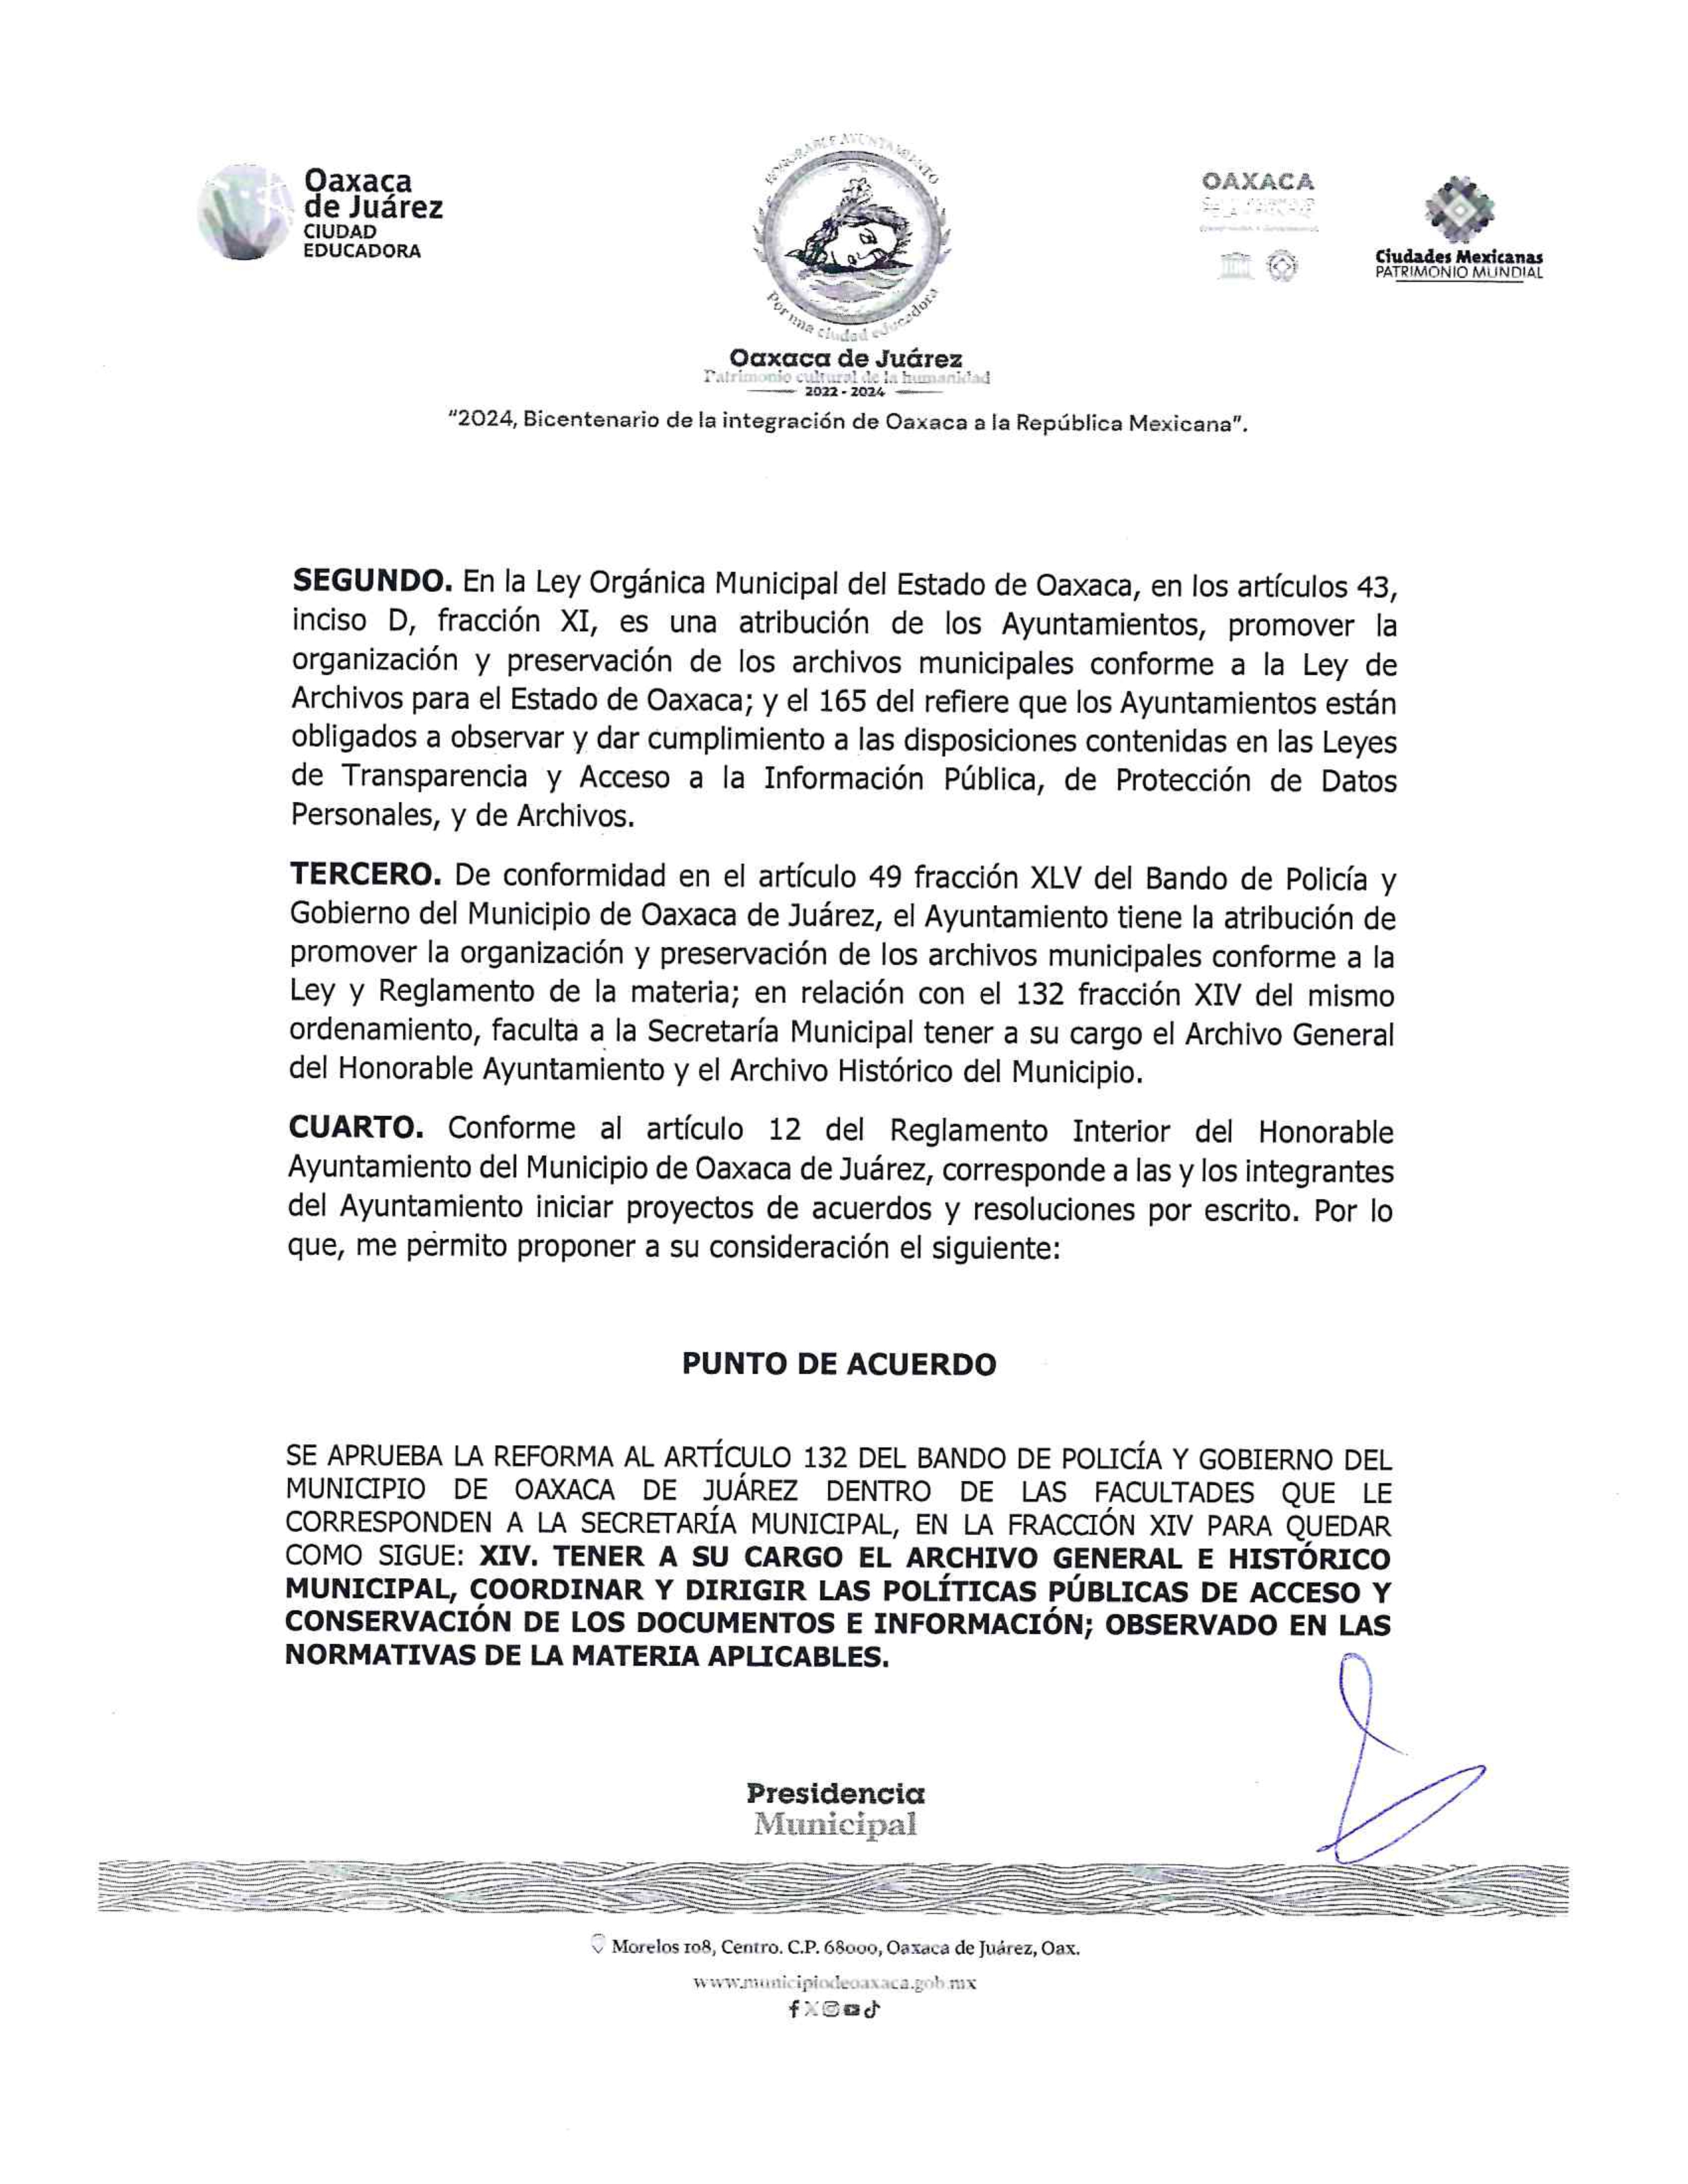 Oaxaca
de Juárez
CIUDAD
EDUCADORA
HONORABLE AYUNTAMIENTO
Por una ciudad educadora
Oaxaca de Juárez
Patrimonio cultural de la humanidad
2022 - 2024
OAXACA
Ciudades Mexicanas
PATRIMONIO MUNDIAL
"2024, Bicentenario de la integración de Oaxaca a la República Mexicana".
SEGUNDO. En la Ley Orgánica Municipal del Estado de Oaxaca, en los artículos 43,
inciso D, fracción XI, es una atribución de los Ayuntamientos, promover la
organización y preservación de los archivos municipales conforme a la Ley de
Archivos para el Estado de Oaxaca; y el 165 del refiere que los Ayuntamientos están
obligados a observar y dar cumplimiento a las disposiciones contenidas en las Leyes
de Transparencia y Acceso a la Información Pública, de Protección de Datos
Personales, y de Archivos.
TERCERO. De conformidad en el artículo 49 fracción XLV del Bando de Policía y
Gobierno del Municipio de Oaxaca de Juárez, el Ayuntamiento tiene la atribución de
promover la organización y preservación de los archivos municipales conforme a la
Ley y Reglamento de la materia; en relación con el 132 fracción XIV del mismo
ordenamiento, faculta a la Secretaría Municipal tener a su cargo el Archivo General
del Honorable Ayuntamiento y el Archivo Histórico del Municipio.
CUARTO. Conforme al artículo 12 del Reglamento Interior del Honorable
Ayuntamiento del Municipio de Oaxaca de Juárez, corresponde a las y los integrantes
del Ayuntamiento iniciar proyectos de acuerdos y resoluciones por escrito. Por lo
que, me permito proponer a su consideración el siguiente:
PUNTO DE ACUERDO
SE APRUEBA LA REFORMA AL ARTÍCULO 132 DEL BANDO DE POLICÍA Y GOBIERNO DEL
MUNICIPIO DE OAXACA DE JUÁREZ DENTRO DE LAS FACULTADES QUE LE
CORRESPONDEN A LA SECRETARÍA MUNICIPAL, EN LA FRACCIÓN XIV PARA QUEDAR
COMO SIGUE: XIV. TENER A SU CARGO EL ARCHIVO GENERAL E HISTÓRICO
MUNICIPAL, COORDINAR Y DIRIGIR LAS POLÍTICAS PÚBLICAS DE ACCESO Y
CONSERVACIÓN DE LOS DOCUMENTOS E INFORMACIÓN; OBSERVADO EN LAS
NORMATIVAS DE LA MATERIA APLICABLES.
Presidencia
Municipal
Morelos 108, Centro. C.P. 68000, Oaxaca de Juárez, Oax.
www.municipiodeoaxaca.gob.mx